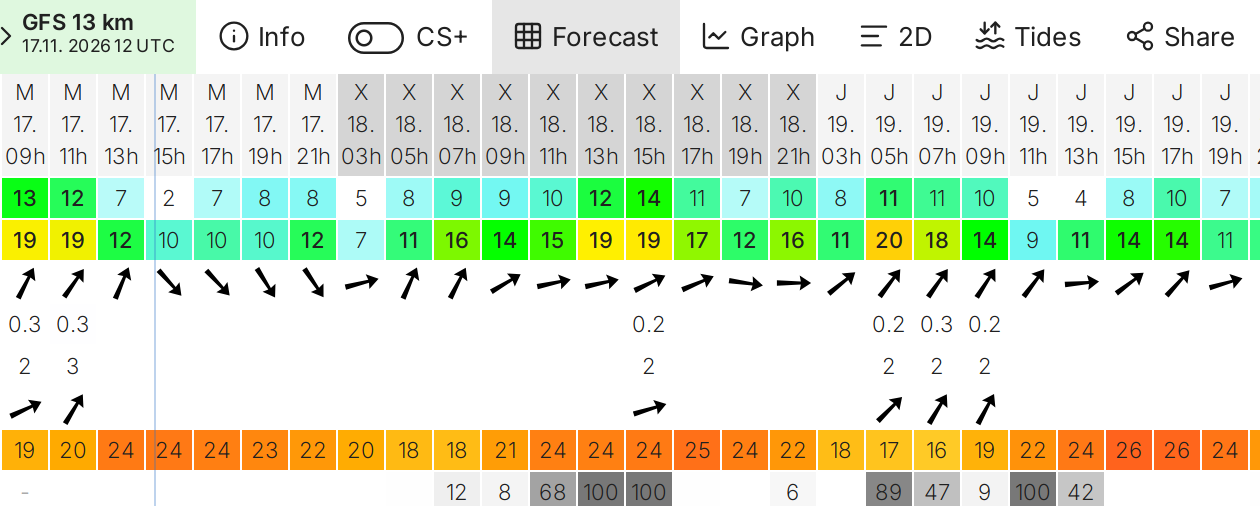 GFS 13 km
17.11. 2026 12 UTC
Info CS+ Forecast Graph 2D Tides Share
M M M M M M M X X X X X X X X X X J J J J J J J J J
17. 17. 17. 17. 17. 17. 17. 18. 18. 18. 18. 18. 18. 18. 18. 18. 18. 19. 19. 19. 19. 19. 19. 19. 19. 19.
09h 11h 13h 15h 17h 19h 21h 03h 05h 07h 09h 11h 13h 15h 17h 19h 21h 03h 05h 07h 09h 11h 13h 15h 17h 19h
13 12 7 2 7 8 8 5 8 9 9 10 12 14 11 7 10 8 11 11 10 5 4 8 10 7
19 19 12 10 10 10 12 7 11 16 14 15 19 19 17 12 16 11 20 18 14 9 11 14 14 11
0.3 0.3 0.2 0.2 0.3 0.2
2 3 2 2 2 2
19 20 24 24 24 23 22 20 18 18 21 24 24 24 25 24 22 18 17 16 19 22 24 26 26 24
- 12 8 68 100 100 6 89 47 9 100 42